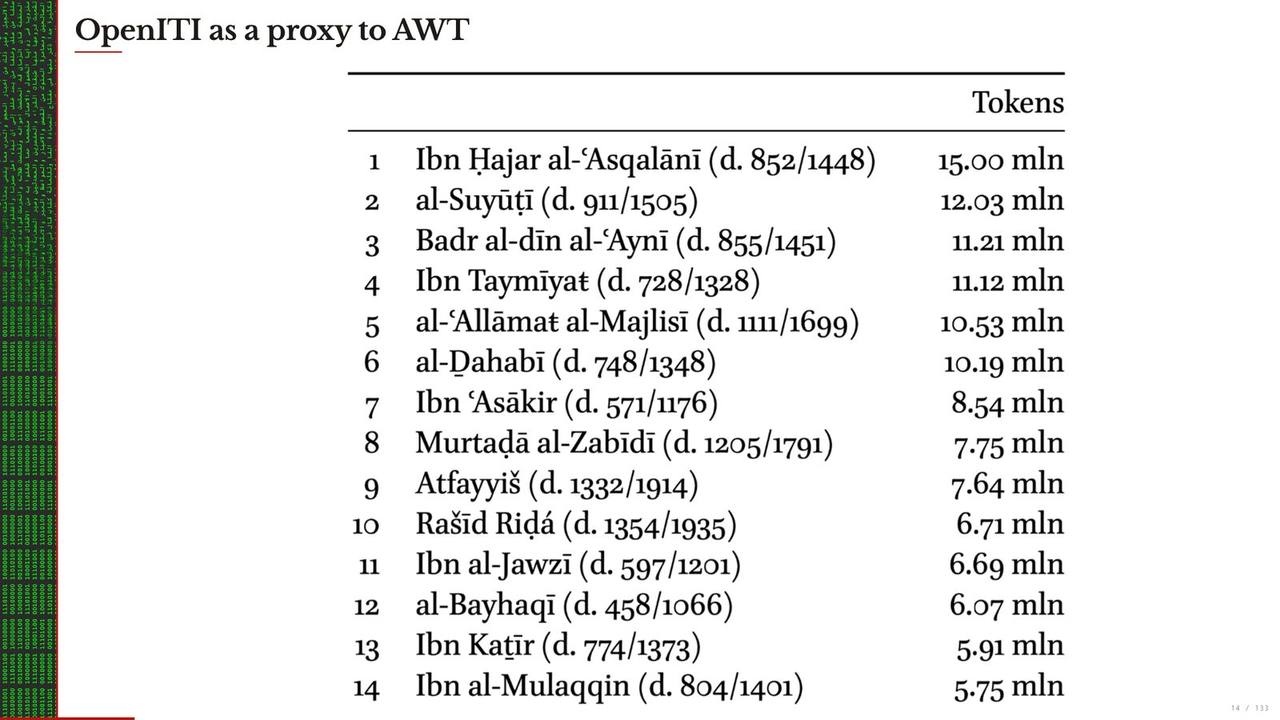 OpenITI as a proxy to AWT
Tokens
1 Ibn Ḥajar al-ʿAsqalānī (d. 852/1448) 15.00 mln
2 al-Suyūṭī (d. 911/1505) 12.03 mln
3 Badr al-dīn al-ʿAynī (d. 855/1451) 11.21 mln
4 Ibn Taymīyaŧ (d. 728/1328) 11.12 mln
5 al-ʿAllāmaŧ al-Majlisī (d. 1111/1699) 10.53 mln
6 al-Ḏahabī (d. 748/1348) 10.19 mln
7 Ibn ʿAsākir (d. 571/1176) 8.54 mln
8 Murtaḍā al-Zabīdī (d. 1205/1791) 7.75 mln
9 Atfayyiš (d. 1332/1914) 7.64 mln
10 Rašīd Riḍá (d. 1354/1935) 6.71 mln
11 Ibn al-Jawzī (d. 597/1201) 6.69 mln
12 al-Bayhaqī (d. 458/1066) 6.07 mln
13 Ibn Kaṯīr (d. 774/1373) 5.91 mln
14 Ibn al-Mulaqqin (d. 804/1401) 5.75 mln
14 / 133